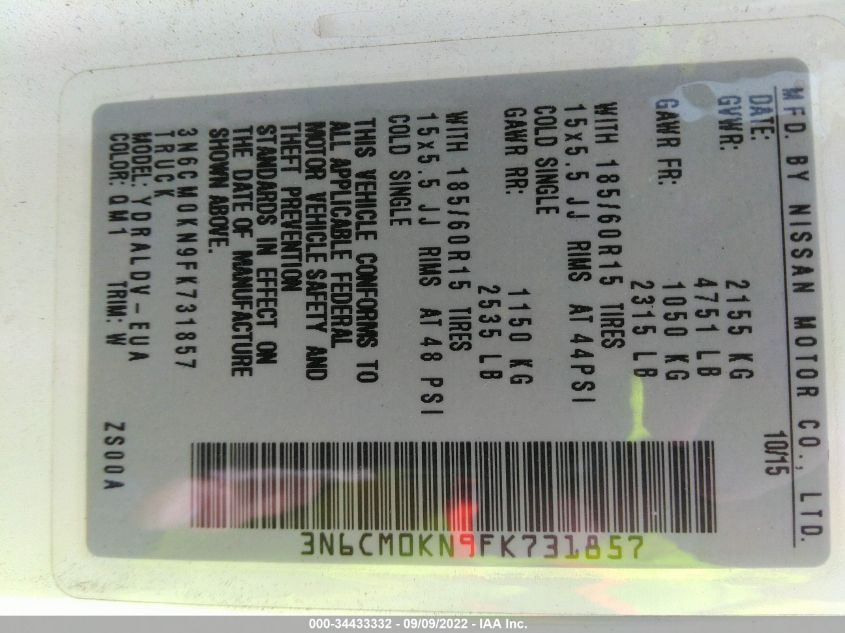 MFD. BY NISSAN MOTOR CO., LTD.
DATE: 10/15
GVWR: 2155 KG
4751 LB
GAWR FR: 1050 KG
2315 LB
WITH 185/60R15 TIRES
15x5.5 JJ RIMS AT 44PSI
COLD SINGLE
GAWR RR: 1150 KG
2535 LB
WITH 185/60R15 TIRES
15x5.5 JJ RIMS AT 48 PSI
COLD SINGLE
THIS VEHICLE CONFORMS TO
ALL APPLICABLE FEDERAL
MOTOR VEHICLE SAFETY AND
THEFT PREVENTION
STANDARDS IN EFFECT ON
THE DATE OF MANUFACTURE
SHOWN ABOVE.
3N6CM0KN9FK731857
TRUCK
MODEL: YDRALDV-EUA
COLOR: QM1 TRIM: W ZS00A
3N6CM0KN9FK731857
000-34433332 - 09/09/2022 - IAA Inc.